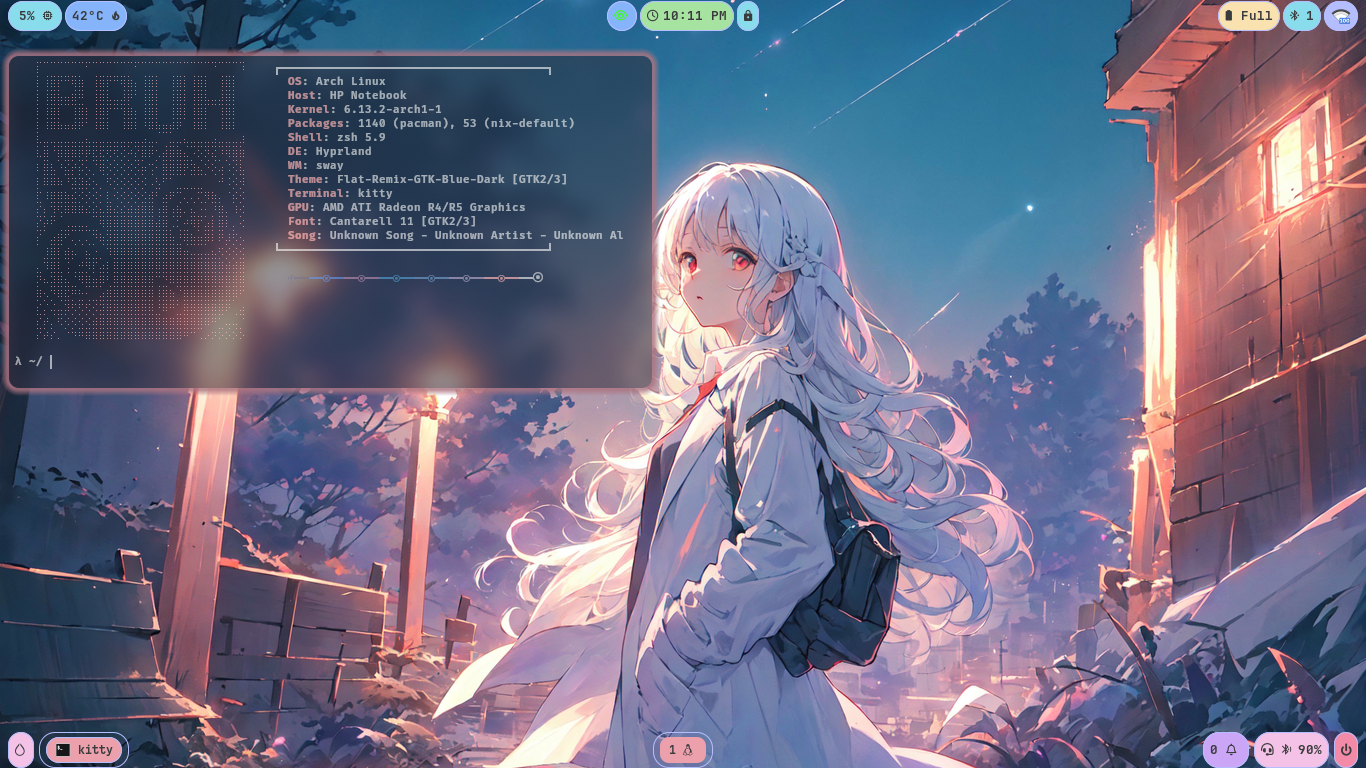 5%
42°C
10:11 PM
Full
1
100
BRUH
OS: Arch Linux
Host: HP Notebook
Kernel: 6.13.2-arch1-1
Packages: 1140 (pacman), 53 (nix-default)
Shell: zsh 5.9
DE: Hyprland
WM: sway
Theme: Flat-Remix-GTK-Blue-Dark [GTK2/3]
Terminal: kitty
GPU: AMD ATI Radeon R4/R5 Graphics
Font: Cantarell 11 [GTK2/3]
Song: Unknown Song - Unknown Artist - Unknown Al
λ ~/
kitty
1
0
90%